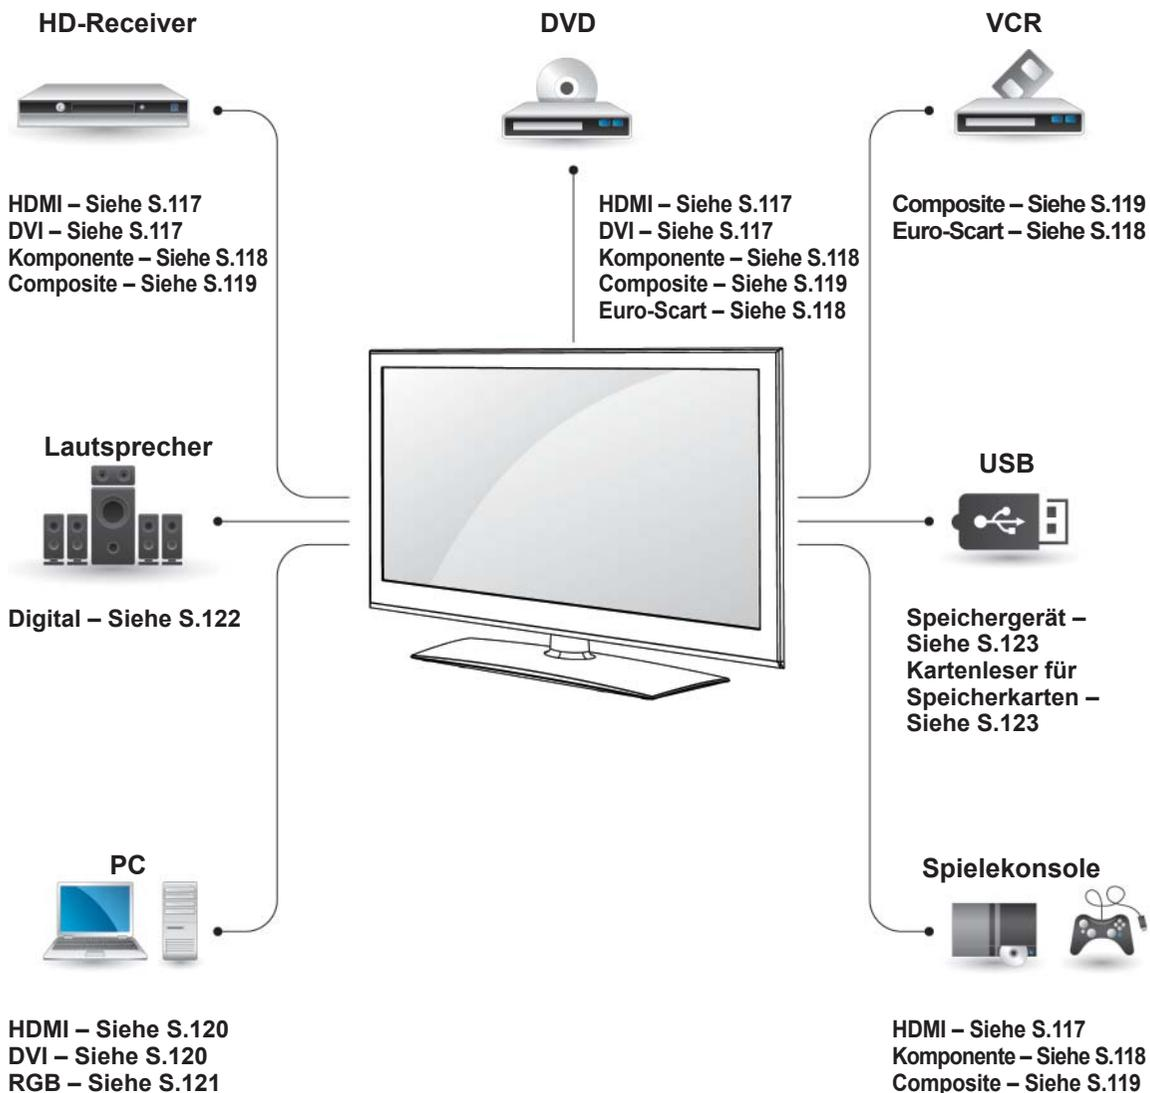 HD-Receiver
HDMI – Siehe S.117
DVI – Siehe S.117
Komponente – Siehe S.118
Composite – Siehe S.119
DVD
HDMI – Siehe S.117
DVI – Siehe S.117
Komponente – Siehe S.118
Composite – Siehe S.119
Euro-Scart – Siehe S.118
VCR
Composite – Siehe S.119
Euro-Scart – Siehe S.118
Lautsprecher
Digital – Siehe S.122
USB
Speichergerät –
Siehe S.123
Kartenleser für
Speicherkarten –
Siehe S.123
PC
HDMI – Siehe S.120
DVI – Siehe S.120
RGB – Siehe S.121
Spielekonsole
HDMI – Siehe S.117
Komponente – Siehe S.118
Composite – Siehe S.119